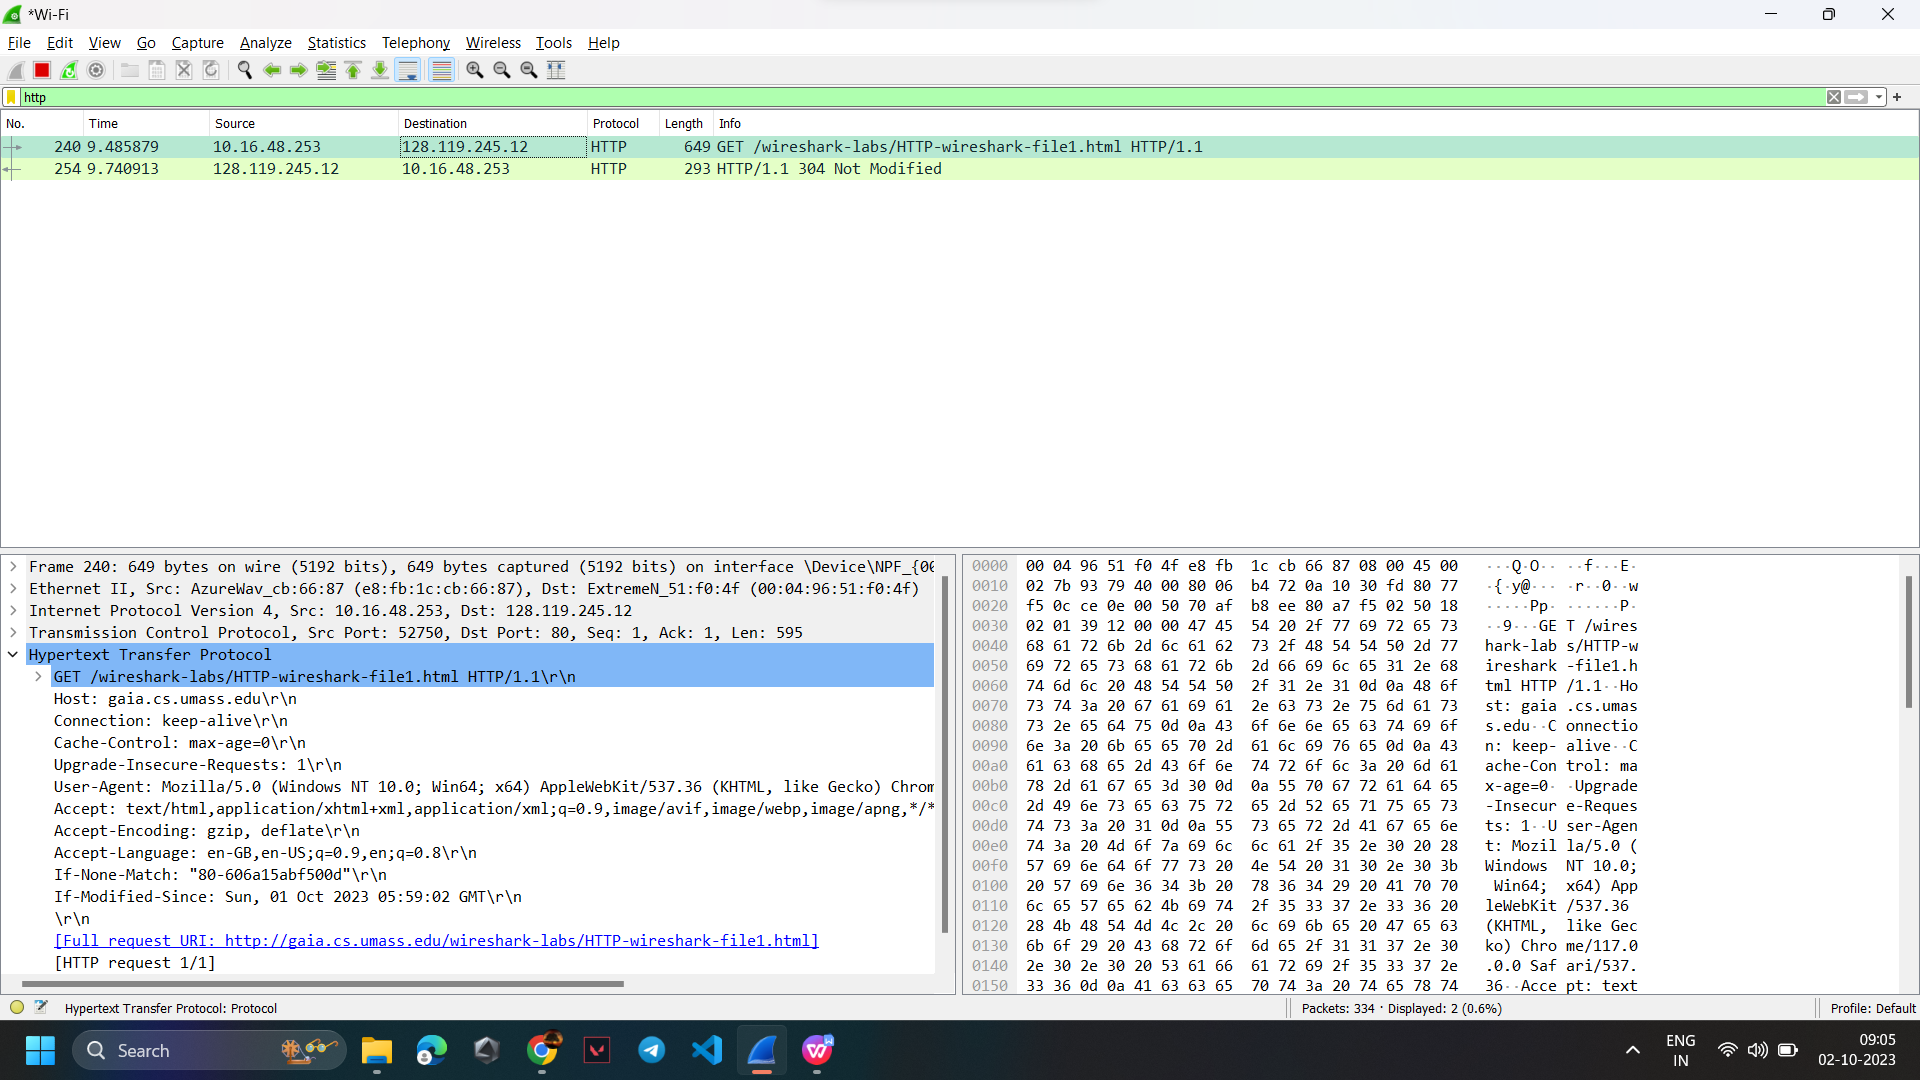 *Wi-Fi
File Edit View Go Capture Analyze Statistics Telephony Wireless Tools Help
http
No. Time Source Destination Protocol Length Info
240 9.485879 10.16.48.253 128.119.245.12 HTTP 649 GET /wireshark-labs/HTTP-wireshark-file1.html HTTP/1.1
254 9.740913 128.119.245.12 10.16.48.253 HTTP 293 HTTP/1.1 304 Not Modified
Frame 240: 649 bytes on wire (5192 bits), 649 bytes captured (5192 bits) on interface \Device\NPF_{00
Ethernet II, Src: AzureWav_cb:66:87 (e8:fb:1c:cb:66:87), Dst: ExtremeN_51:f0:4f (00:04:96:51:f0:4f)
Internet Protocol Version 4, Src: 10.16.48.253, Dst: 128.119.245.12
Transmission Control Protocol, Src Port: 52750, Dst Port: 80, Seq: 1, Ack: 1, Len: 595
Hypertext Transfer Protocol
GET /wireshark-labs/HTTP-wireshark-file1.html HTTP/1.1\r\n
Host: gaia.cs.umass.edu\r\n
Connection: keep-alive\r\n
Cache-Control: max-age=0\r\n
Upgrade-Insecure-Requests: 1\r\n
User-Agent: Mozilla/5.0 (Windows NT 10.0; Win64; x64) AppleWebKit/537.36 (KHTML, like Gecko) Chrom
Accept: text/html,application/xhtml+xml,application/xml;q=0.9,image/avif,image/webp,image/apng,*/*
Accept-Encoding: gzip, deflate\r\n
Accept-Language: en-GB,en-US;q=0.9,en;q=0.8\r\n
If-None-Match: "80-606a15abf500d"\r\n
If-Modified-Since: Sun, 01 Oct 2023 05:59:02 GMT\r\n
\r\n
[Full request URI: http://gaia.cs.umass.edu/wireshark-labs/HTTP-wireshark-file1.html]
[HTTP request 1/1]
0000 00 04 96 51 f0 4f e8 fb 1c cb 66 87 08 00 45 00 ···Q·O·· ··f···E·
0010 02 7b 93 79 40 00 80 06 b4 72 0a 10 30 fd 80 77 ·{·y@··· ·r··0··w
0020 f5 0c ce 0e 00 50 70 af b8 ee 80 a7 f5 02 50 18 ·····Pp· ······P·
0030 02 01 39 12 00 00 47 45 54 20 2f 77 69 72 65 73 ··9···GE T /wires
0040 68 61 72 6b 2d 6c 61 62 73 2f 48 54 54 50 2d 77 hark-lab s/HTTP-w
0050 69 72 65 73 68 61 72 6b 2d 66 69 6c 65 31 2e 68 ireshark -file1.h
0060 74 6d 6c 20 48 54 54 50 2f 31 2e 31 0d 0a 48 6f tml HTTP /1.1··Ho
0070 73 74 3a 20 67 61 69 61 2e 63 73 2e 75 6d 61 73 st: gaia .cs.umas
0080 73 2e 65 64 75 0d 0a 43 6f 6e 6e 65 63 74 69 6f s.edu··C onnectio
0090 6e 3a 20 6b 65 65 70 2d 61 6c 69 76 65 0d 0a 43 n: keep- alive··C
00a0 61 63 68 65 2d 43 6f 6e 74 72 6f 6c 3a 20 6d 61 ache-Con trol: ma
00b0 78 2d 61 67 65 3d 30 0d 0a 55 70 67 72 61 64 65 x-age=0· ·Upgrade
00c0 2d 49 6e 73 65 63 75 72 65 2d 52 65 71 75 65 73 -Insecur e-Reques
00d0 74 73 3a 20 31 0d 0a 55 73 65 72 2d 41 67 65 6e ts: 1··U ser-Agen
00e0 74 3a 20 4d 6f 7a 69 6c 6c 61 2f 35 2e 30 20 28 t: Mozil la/5.0 (
00f0 57 69 6e 64 6f 77 73 20 4e 54 20 31 30 2e 30 3b Windows NT 10.0;
0100 20 57 69 6e 36 34 3b 20 78 36 34 29 20 41 70 70 Win64; x64) App
0110 6c 65 57 65 62 4b 69 74 2f 35 33 37 2e 33 36 20 leWebKit /537.36
0120 28 4b 48 54 4d 4c 2c 20 6c 69 6b 65 20 47 65 63 (KHTML, like Gec
0130 6b 6f 29 20 43 68 72 6f 6d 65 2f 31 31 37 2e 30 ko) Chro me/117.0
0140 2e 30 2e 30 20 53 61 66 61 72 69 2f 35 33 37 2e .0.0 Saf ari/537.
0150 33 36 0d 0a 41 63 63 65 70 74 3a 20 74 65 78 74 36··Acce pt: text
Hypertext Transfer Protocol: Protocol
Packets: 334 · Displayed: 2 (0.6%)
Profile: Default
Search
ENG
IN
09:05
02-10-2023